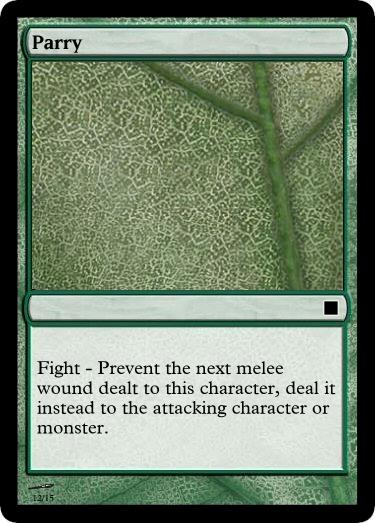 Parry
Fight - Prevent the next melee
wound dealt to this character, deal it
instead to the attacking character or
monster.
12/15